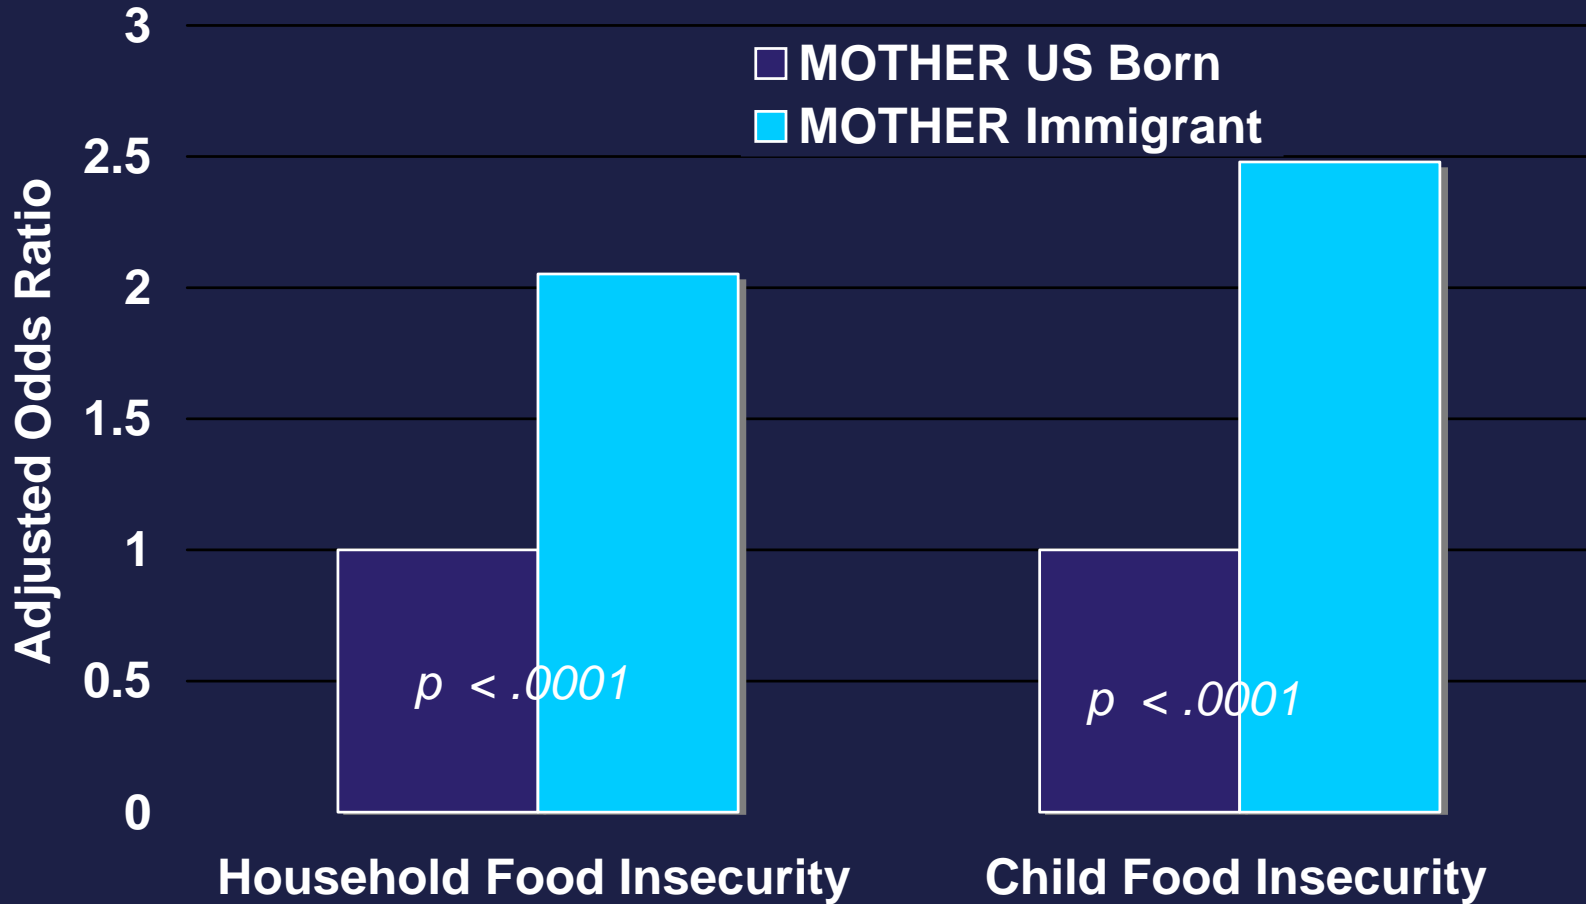 3
MOTHER US Born
MOTHER Immigrant
2.5
2
1.5
1
0.5
0
Adjusted Odds Ratio
p < .0001
p < .0001
Household Food Insecurity
Child Food Insecurity